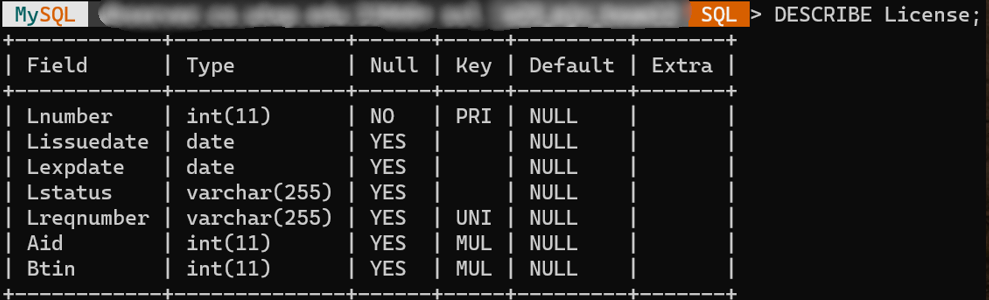 MySQL SQL > DESCRIBE License;
+------------+--------------+------+-----+---------+-------+
| Field      | Type         | Null | Key | Default | Extra |
+------------+--------------+------+-----+---------+-------+
| Lnumber    | int(11)      | NO   | PRI | NULL    |       |
| Lissuedate | date         | YES  |     | NULL    |       |
| Lexpdate   | date         | YES  |     | NULL    |       |
| Lstatus    | varchar(255) | YES  |     | NULL    |       |
| Lreqnumber | varchar(255) | YES  | UNI | NULL    |       |
| Aid        | int(11)      | YES  | MUL | NULL    |       |
| Btin       | int(11)      | YES  | MUL | NULL    |       |
+------------+--------------+------+-----+---------+-------+